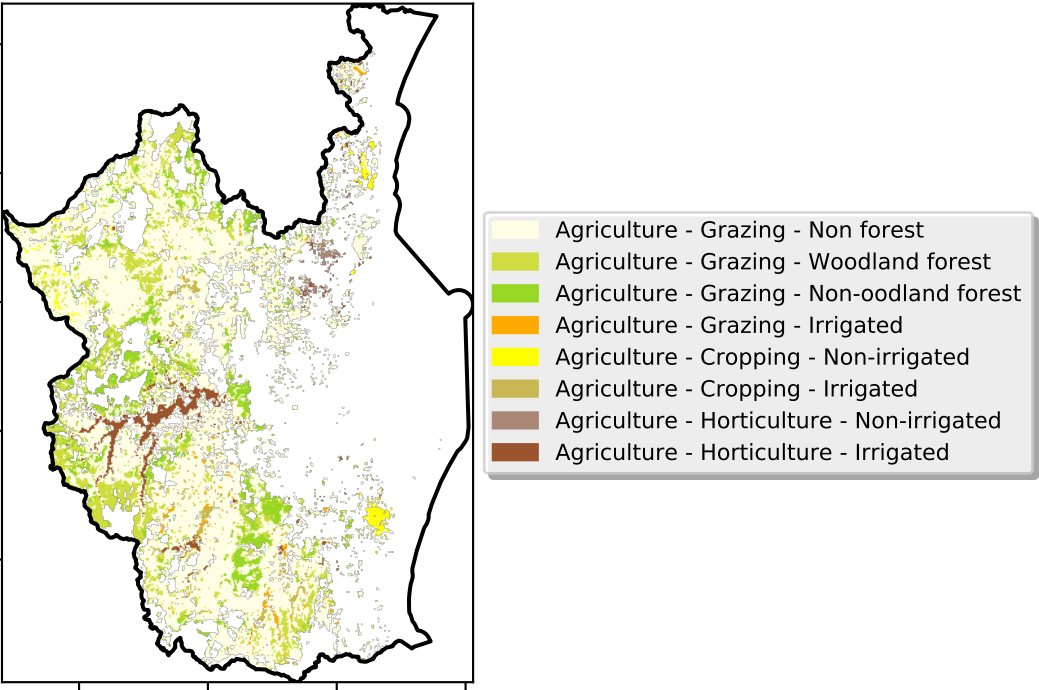 Agriculture - Grazing - Non forest
Agriculture - Grazing - Woodland forest
Agriculture - Grazing - Non-oodland forest
Agriculture - Grazing - Irrigated
Agriculture - Cropping - Non-irrigated
Agriculture - Cropping - Irrigated
Agriculture - Horticulture - Non-irrigated
Agriculture - Horticulture - Irrigated